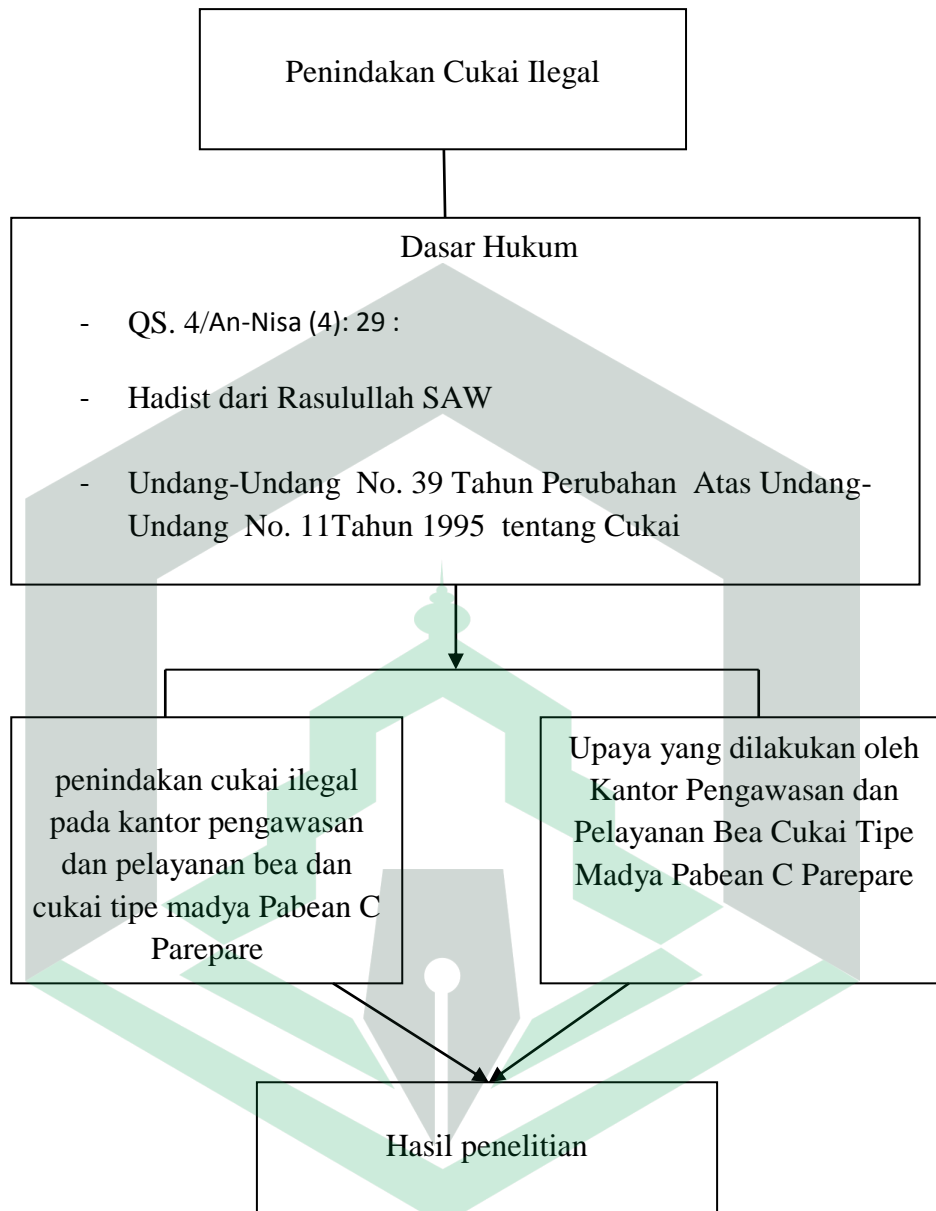 Penindakan Cukai Ilegal
Dasar Hukum
- QS. 4/An-Nisa (4): 29 :
- Hadist dari Rasulullah SAW
- Undang-Undang No. 39 Tahun Perubahan Atas Undang-
Undang No. 11Tahun 1995 tentang Cukai
penindakan cukai ilegal
pada kantor pengawasan
dan pelayanan bea dan
cukai tipe madya Pabean C
Parepare
Upaya yang dilakukan oleh
Kantor Pengawasan dan
Pelayanan Bea Cukai Tipe
Madya Pabean C Parepare
Hasil penelitian